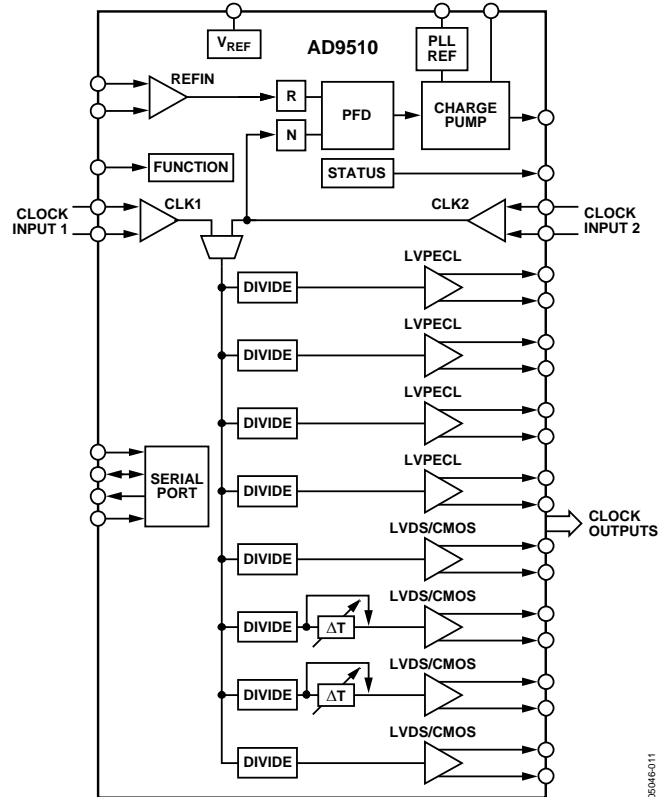 VREF
AD9510
PLL
REF
REFIN
R
PFD
CHARGE
PUMP
N
FUNCTION
STATUS
CLK1
CLK2
CLOCK
INPUT 1
CLOCK
INPUT 2
LVPECL
DIVIDE
LVPECL
DIVIDE
LVPECL
DIVIDE
LVPECL
DIVIDE
SERIAL
PORT
CLOCK
OUTPUTS
LVDS/CMOS
DIVIDE
LVDS/CMOS
DIVIDE
ΔT
LVDS/CMOS
DIVIDE
ΔT
LVDS/CMOS
DIVIDE
05046-011